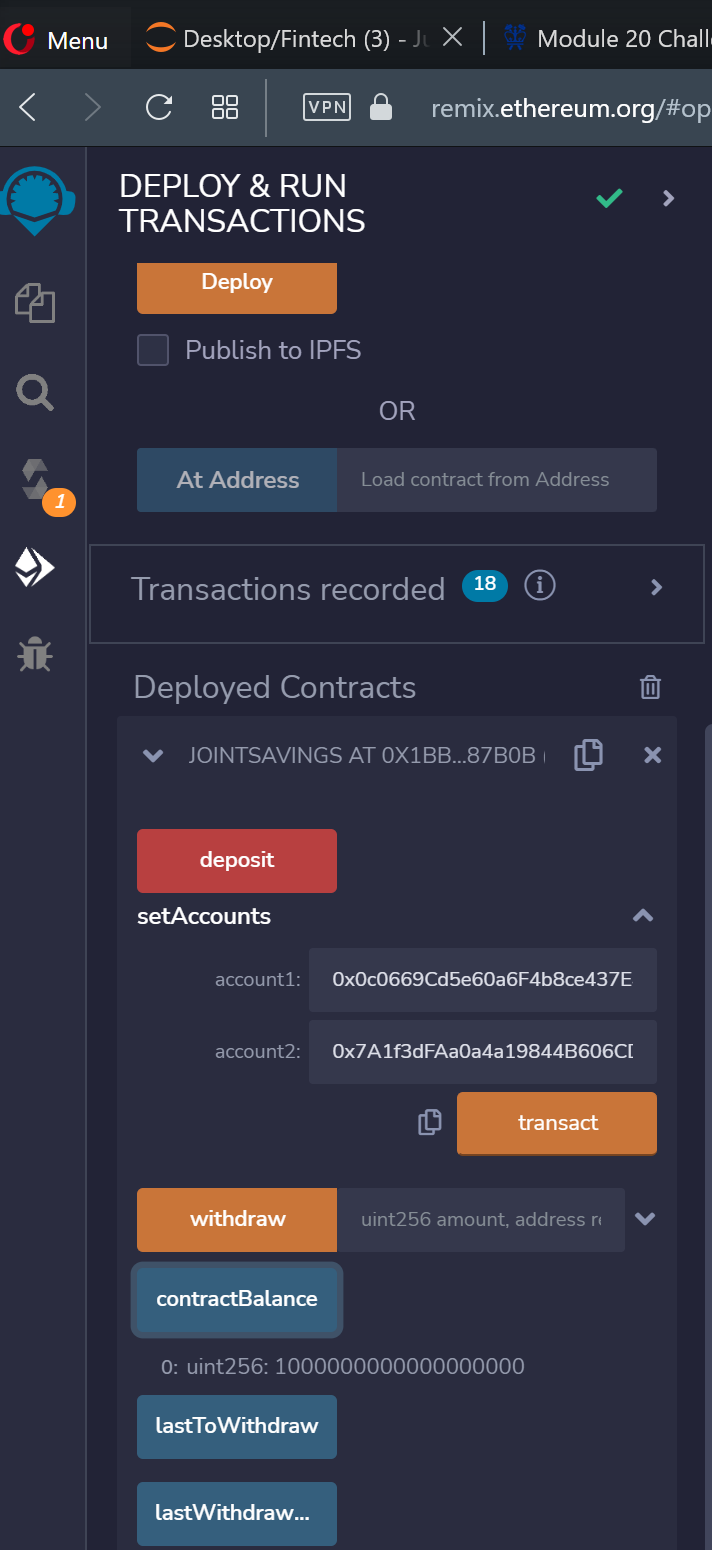 Menu
Desktop/Fintech (3) - Ju
Module 20 Chall
VPN
remix.ethereum.org/#op
DEPLOY & RUN
TRANSACTIONS
Deploy
Publish to IPFS
OR
At Address
Load contract from Address
1
Transactions recorded 18 i
Deployed Contracts
JOINTSAVINGS AT 0X1BB...87B0B (
deposit
setAccounts
account1: 0x0c0669Cd5e60a6F4b8ce437E
account2: 0x7A1f3dFAa0a4a19844B606CD
transact
withdraw
uint256 amount, address re
contractBalance
0: uint256: 1000000000000000000
lastToWithdraw
lastWithdraw...